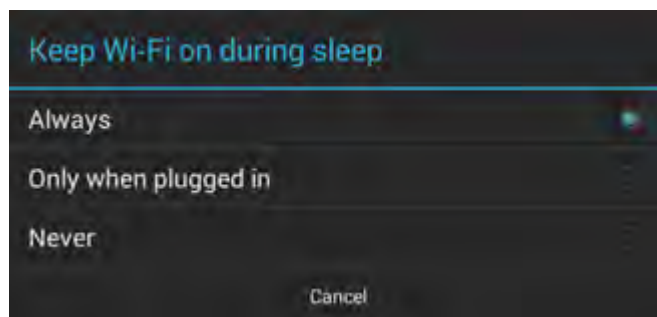 Keep Wi-Fi on during sleep
Always
Only when plugged in
Never
Cancel